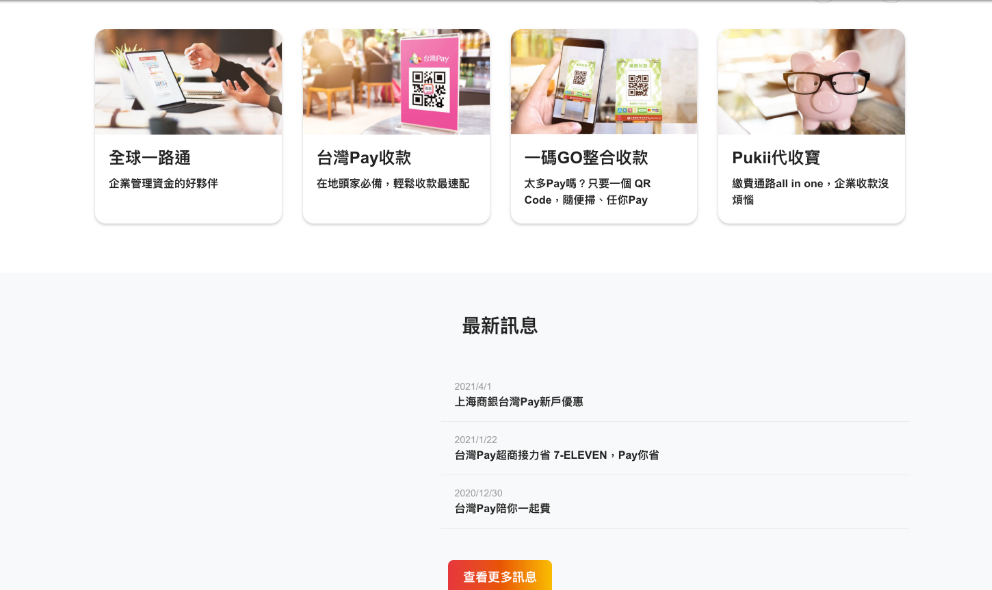 台灣Pay
全球一路通
企業管理資金的好夥伴
台灣Pay收款
在地頭家必備，輕鬆收款最速配
一碼GO整合收款
太多Pay嗎？只要一個 QR
Code，隨便掃、任你Pay
Pukii代收寶
繳費通路all in one，企業收款沒
煩惱
最新訊息
2021/4/1
上海商銀台灣Pay新戶優惠
2021/1/22
台灣Pay超商接力省 7-ELEVEN，Pay你省
2020/12/30
台灣Pay陪你一起費
查看更多訊息